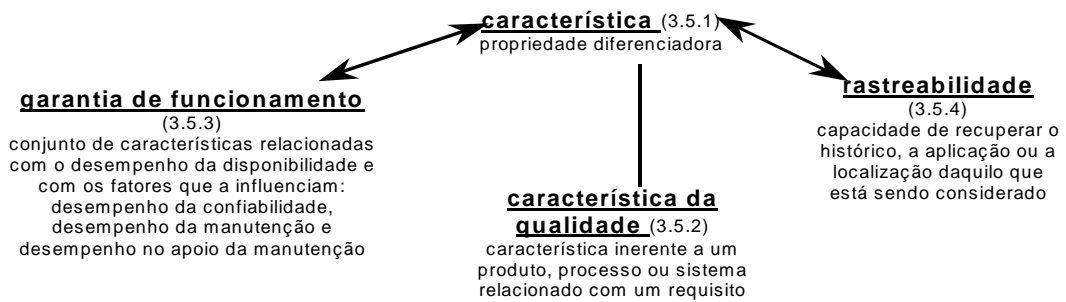 característica (3.5.1)
propriedade diferenciadora
garantia de funcionamento
(3.5.3)
conjunto de características relacionadas
com o desempenho da disponibilidade e
com os fatores que a influenciam:
desempenho da confiabilidade,
desempenho da manutenção e
desempenho no apoio da manutenção
rastreabilidade
(3.5.4)
capacidade de recuperar o
histórico, a aplicação ou a
localização daquilo que
está sendo considerado
característica da
qualidade (3.5.2)
característica inerente a um
produto, processo ou sistema
relacionado com um requisito